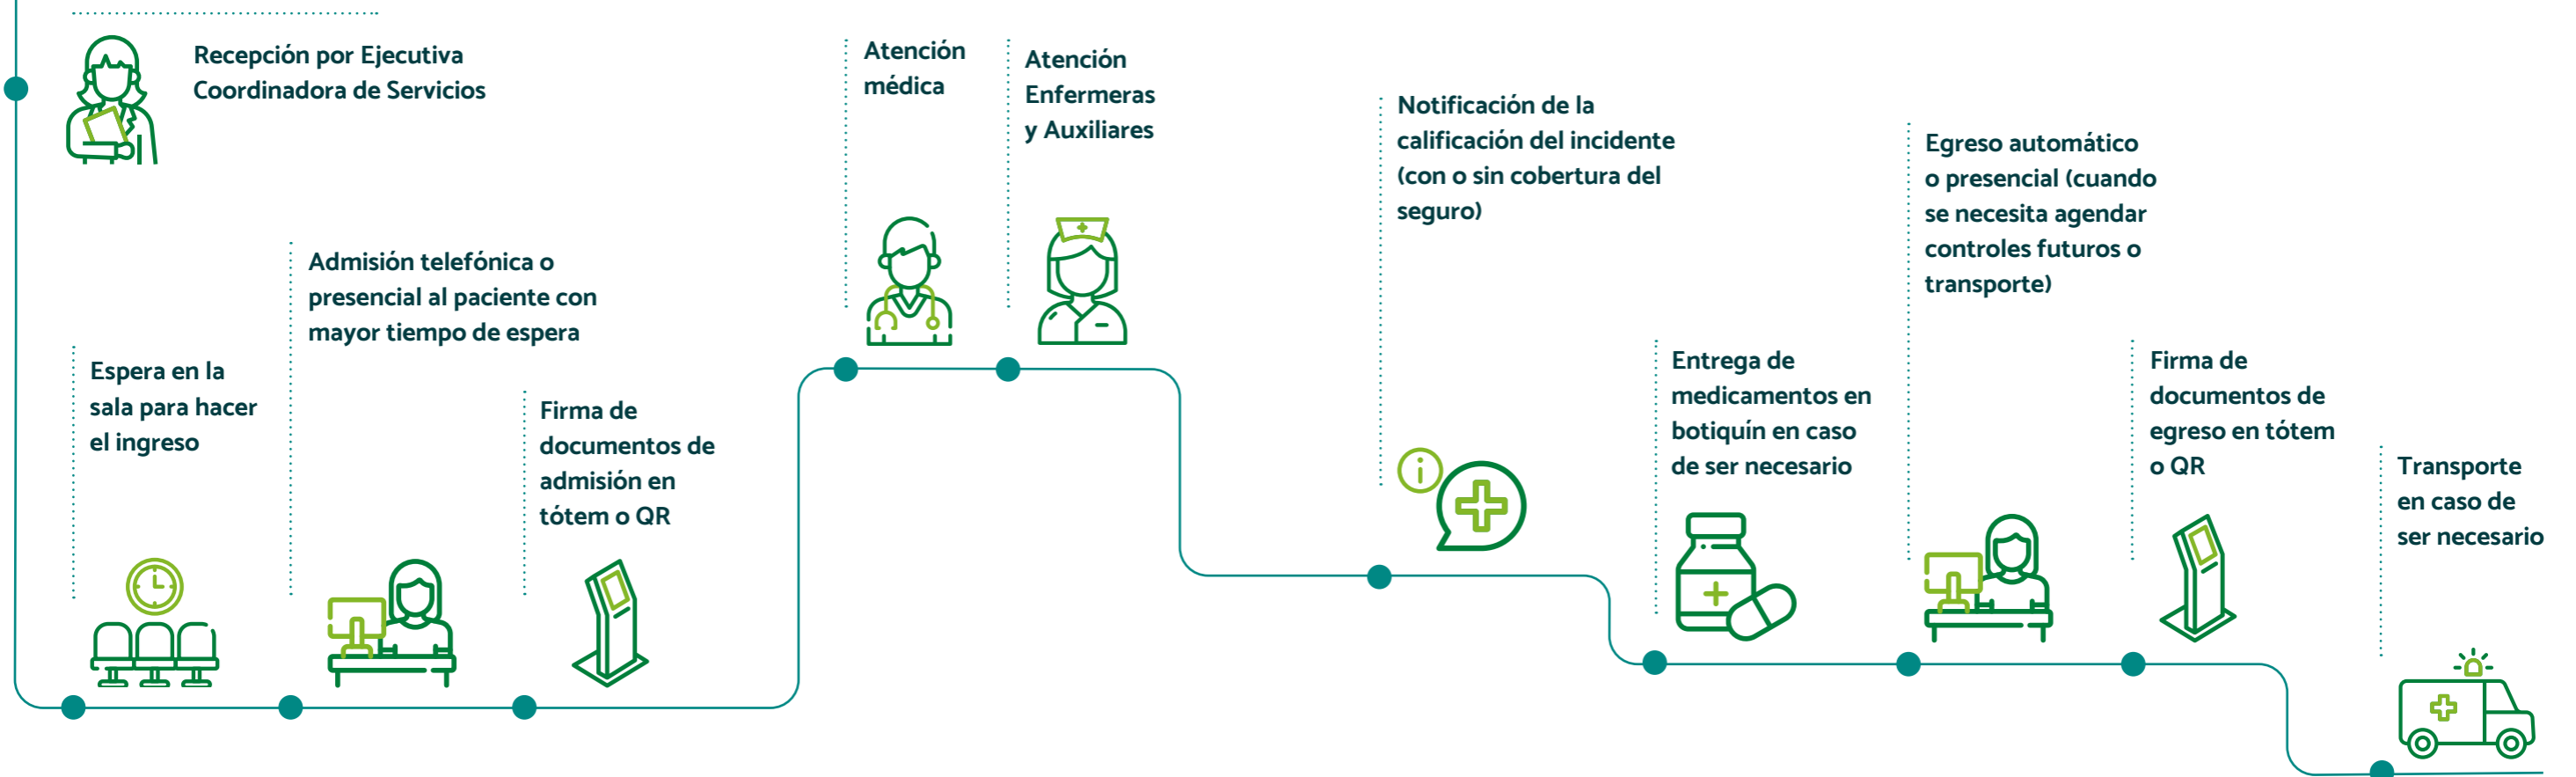 Recepción por Ejecutiva
Coordinadora de Servicios
Espera en la
sala para hacer
el ingreso
Admisión telefónica o
presencial al paciente con
mayor tiempo de espera
Firma de
documentos de
admisión en
tótem o QR
Atención
médica
Atención
Enfermeras
y Auxiliares
Notificación de la
calificación del incidente
(con o sin cobertura del
seguro)
Entrega de
medicamentos en
botiquín en caso
de ser necesario
Egreso automático
o presencial (cuando
se necesita agendar
controles futuros o
transporte)
Firma de
documentos de
egreso en tótem
o QR
Transporte
en caso de
ser necesario